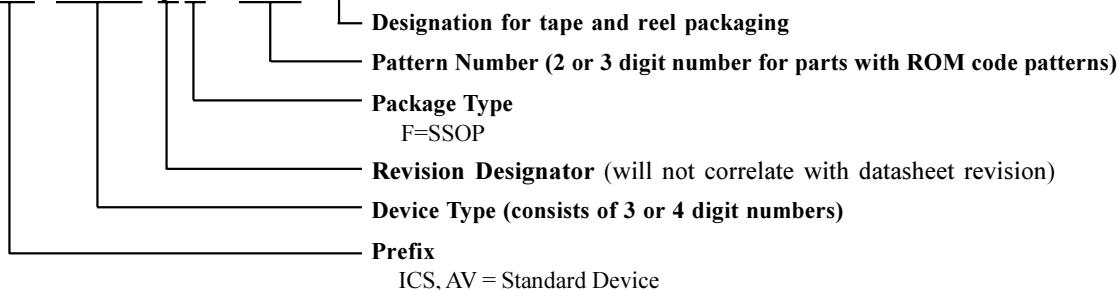 Designation for tape and reel packaging
Pattern Number (2 or 3 digit number for parts with ROM code patterns)
Package Type
F=SSOP
Revision Designator (will not correlate with datasheet revision)
Device Type (consists of 3 or 4 digit numbers)
Prefix
ICS, AV = Standard Device